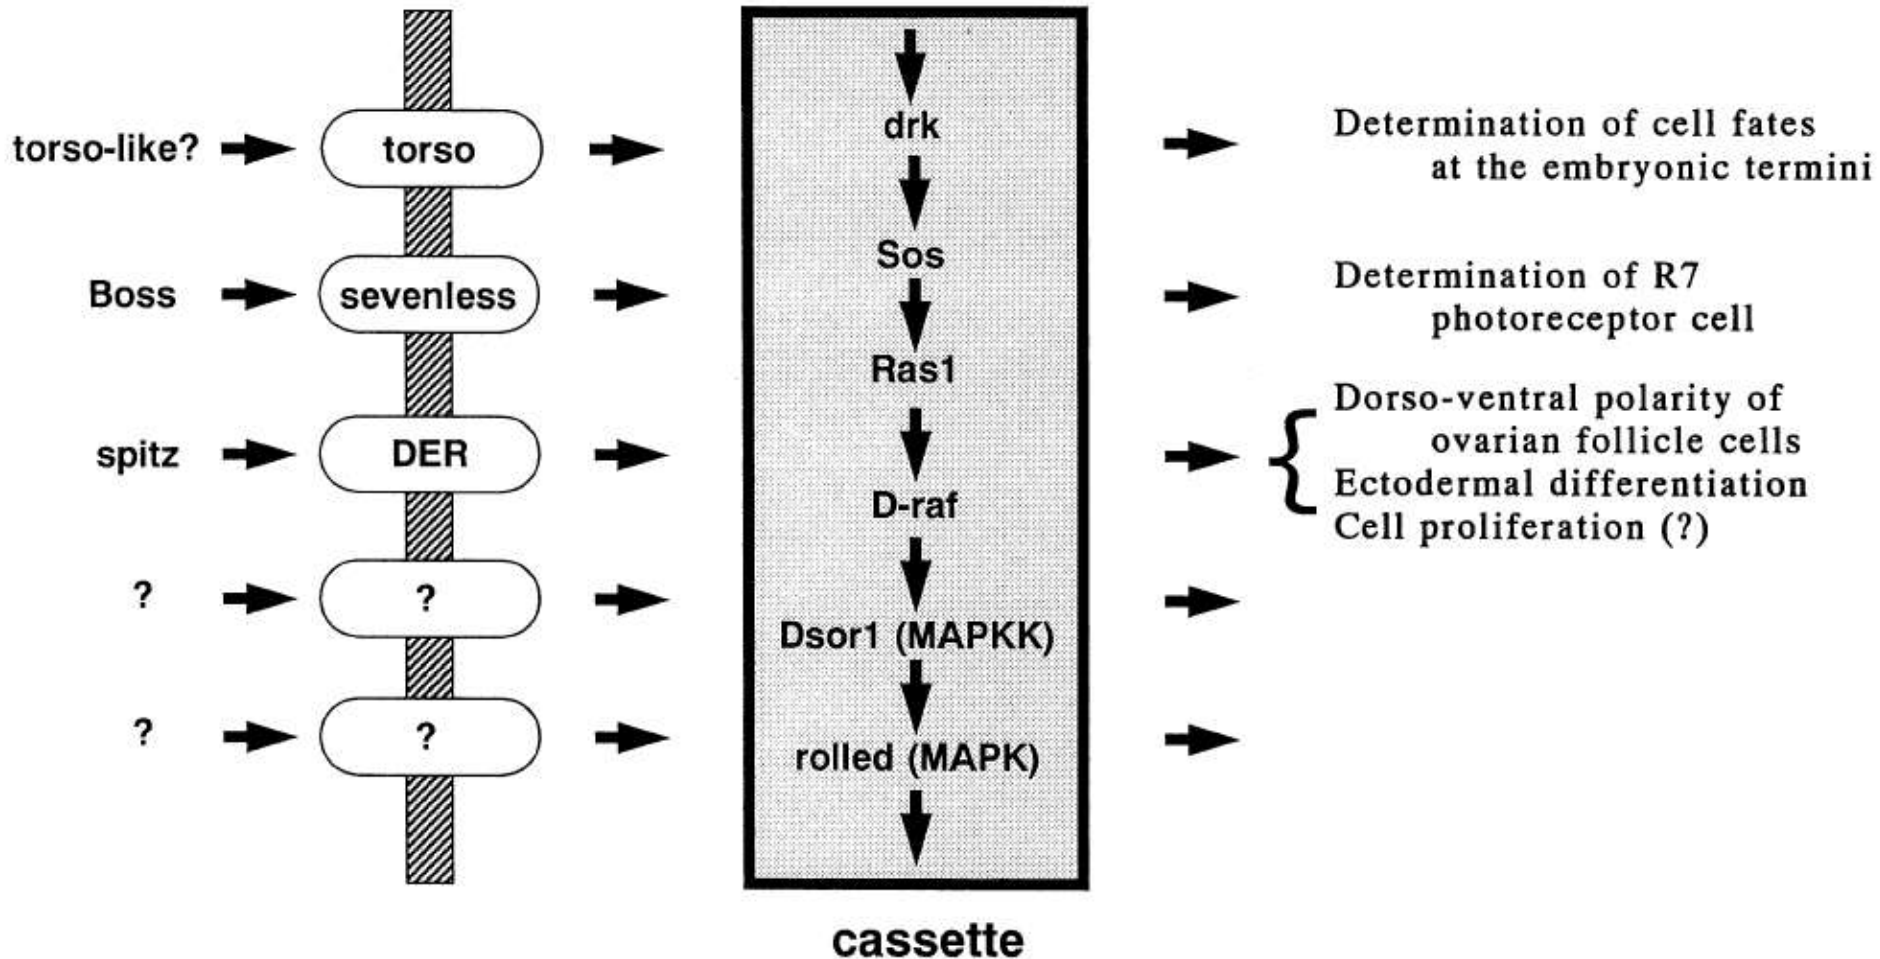 torso-like?
torso
Boss
sevenless
spitz
DER
?
?
?
?
drk
Sos
Ras1
D-raf
Dsor1 (MAPKK)
rolled (MAPK)
cassette
Determination of cell fates
at the embryonic termini
Determination of R7
photoreceptor cell
Dorso-ventral polarity of
ovarian follicle cells
Ectodermal differentiation
Cell proliferation (?)